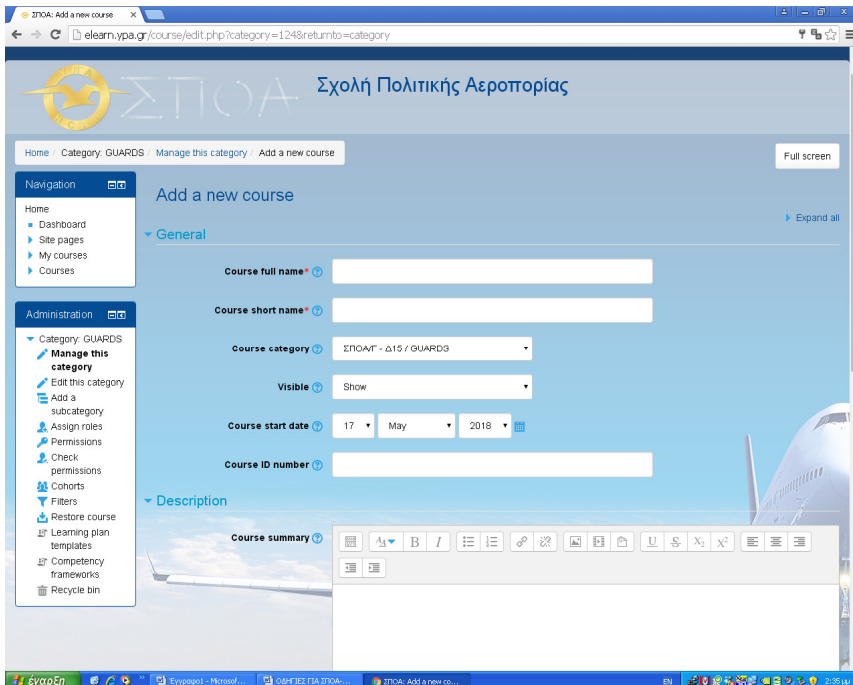 ΣΠΟΑ: Add a new course
elearn.ypa.gr/course/edit.php?category=124&returnto=category
ΣΠΟΑ
Σχολή Πολιτικής Αεροπορίας
Home / Category: GUARDS / Manage this category / Add a new course
Full screen
Navigation
Home
Dashboard
Site pages
My courses
Courses
Administration
Category: GUARDS
Manage this
category
Edit this category
Add a
subcategory
Assign roles
Permissions
Check
permissions
Cohorts
Filters
Restore course
Learning plan
templates
Competency
frameworks
Recycle bin
Add a new course
Expand all
General
Course full name*
Course short name*
Course category
ΣΠΟΑ/Γ - Δ15 / GUARDS
Visible
Show
Course start date
17 May 2018
Course ID number
Description
Course summary
B I
U S X₂ X²
έναρξη
Έγγραφο1 - Microsof...
ΟΔΗΓΙΕΣ ΓΙΑ ΣΠΟΑ-...
ΣΠΟΑ: Add a new co...
EN
2:35 μμ